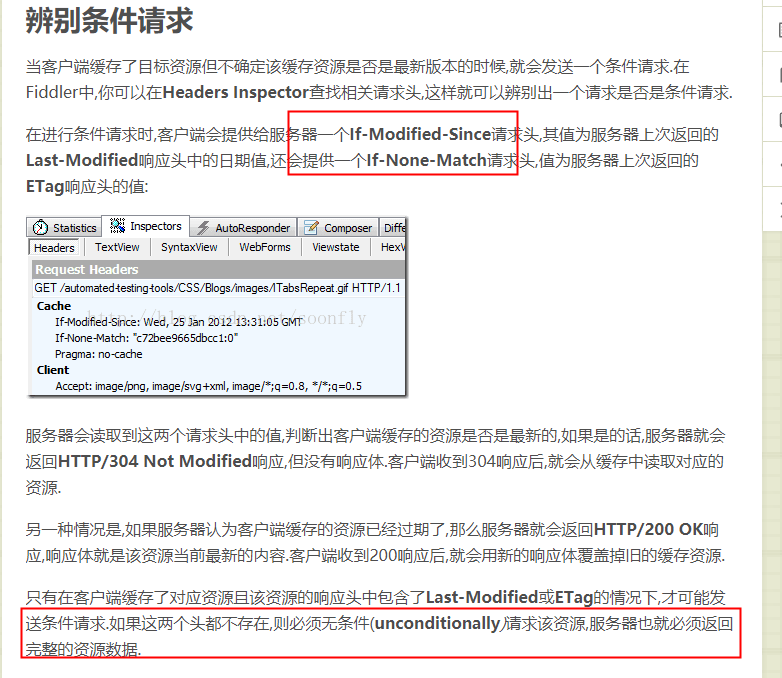 辨别条件请求
当客户端缓存了目标资源但不确定该缓存资源是否是最新版本的时候,就会发送一个条件请求.在
Fiddler中,你可以在Headers Inspector查找相关请求头,这样就可以辨别出一个请求是否是条件请求.
在进行条件请求时,客户端会提供给服务器一个If-Modified-Since请求头,其值为服务器上次返回的
Last-Modified响应头中的日期值,还会提供一个If-None-Match请求头,值为服务器上次返回的
ETag响应头的值:
Statistics Inspectors AutoResponder Composer Diffe
Headers TextView SyntaxView WebForms Viewstate HexV
Request Headers
GET /automated-testing-tools/CSS/Blogs/images/ITabsRepeat.gif HTTP/1.1
Cache
http://blog.csdn.net/soonfly
If-Modified-Since: Wed, 25 Jan 2012 13:31:05 GMT
If-None-Match: "c72bee9665dbcc1:0"
Pragma: no-cache
Client
Accept: image/png, image/svg+xml, image/*;q=0.8, */*;q=0.5
服务器会读取到这两个请求头中的值,判断出客户端缓存的资源是否是最新的,如果是的话,服务器就会
返回HTTP/304 Not Modified响应,但没有响应体.客户端收到304响应后,就会从缓存中读取对应的
资源.
另一种情况是,如果服务器认为客户端缓存的资源已经过期了,那么服务器就会返回HTTP/200 OK响
应,响应体就是该资源当前最新的内容.客户端收到200响应后,就会用新的响应体覆盖掉旧的缓存资源.
只有在客户端缓存了对应资源且该资源的响应头中包含了Last-Modified或ETag的情况下,才可能发
送条件请求.如果这两个头都不存在,则必须无条件(unconditionally)请求该资源,服务器也就必须返回
完整的资源数据.